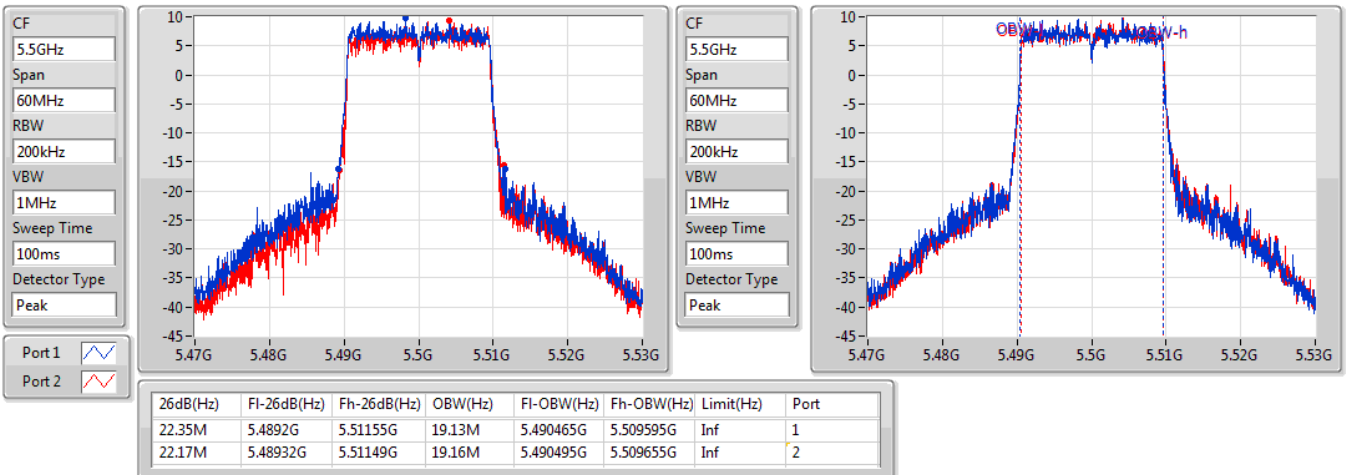 CF
5.5GHz
Span
60MHz
RBW
200kHz
VBW
1MHz
Sweep Time
100ms
Detector Type
Peak
10
5
0
-5
-10
-15
-20
-25
-30
-35
-40
-45
5.47G 5.48G 5.49G 5.5G 5.51G 5.52G 5.53G
Port 1
Port 2
CF
5.5GHz
Span
60MHz
RBW
200kHz
VBW
1MHz
Sweep Time
100ms
Detector Type
Peak
10
5
0
-5
-10
-15
-20
-25
-30
-35
-40
-45
5.47G 5.48G 5.49G 5.5G 5.51G 5.52G 5.53G
26dB(Hz) Fl-26dB(Hz) Fh-26dB(Hz) OBW(Hz) Fl-OBW(Hz) Fh-OBW(Hz) Limit(Hz) Port
22.35M 5.4892G 5.51155G 19.13M 5.490465G 5.509595G Inf 1
22.17M 5.48932G 5.51149G 19.16M 5.490495G 5.509655G Inf 2